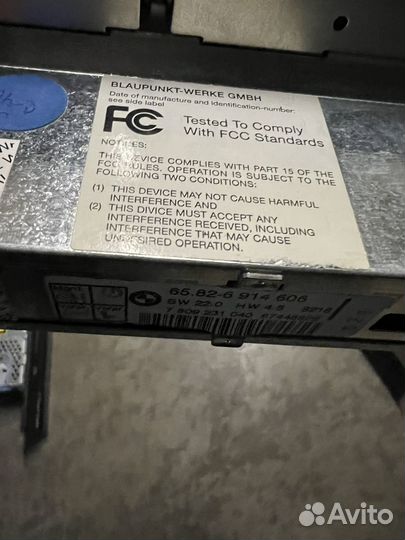 BLAUPUNKT-WERKE GMBH
Date of manufacture and identification-number:
see side label
FC Tested To Comply
With FCC Standards
NOTICES:
THIS DEVICE COMPLIES WITH PART 15 OF THE
FCC RULES. OPERATION IS SUBJECT TO THE
FOLLOWING TWO CONDITIONS:
(1) THIS DEVICE MAY NOT CAUSE HARMFUL
INTERFERENCE AND
(2) THIS DIVICE MUST ACCEPT ANY
INTERFERENCE RECEIVED, INCLUDING
INTERFERENCE THAT MAY CAUSE
UNDESIRED OPERATION.
65.82-6 914 606
SW 22.0 HW 4.5 3216
7 609 231 040
Avito